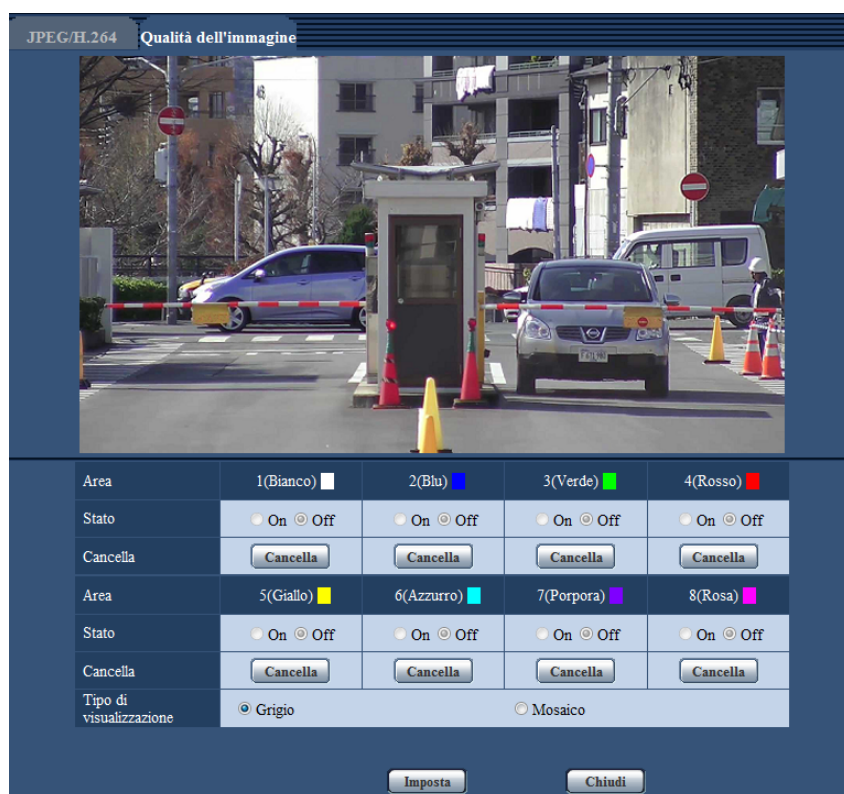 JPEG/H.264 Qualità dell'immagine
Area 1(Bianco) 2(Blu) 3(Verde) 4(Rosso)
Stato On Off On Off On Off On Off
Cancella Cancella Cancella Cancella Cancella
Area 5(Giallo) 6(Azzurro) 7(Porpora) 8(Rosa)
Stato On Off On Off On Off On Off
Cancella Cancella Cancella Cancella Cancella
Tipo di
visualizzazione Grigio Mosaico
Imposta Chiudi